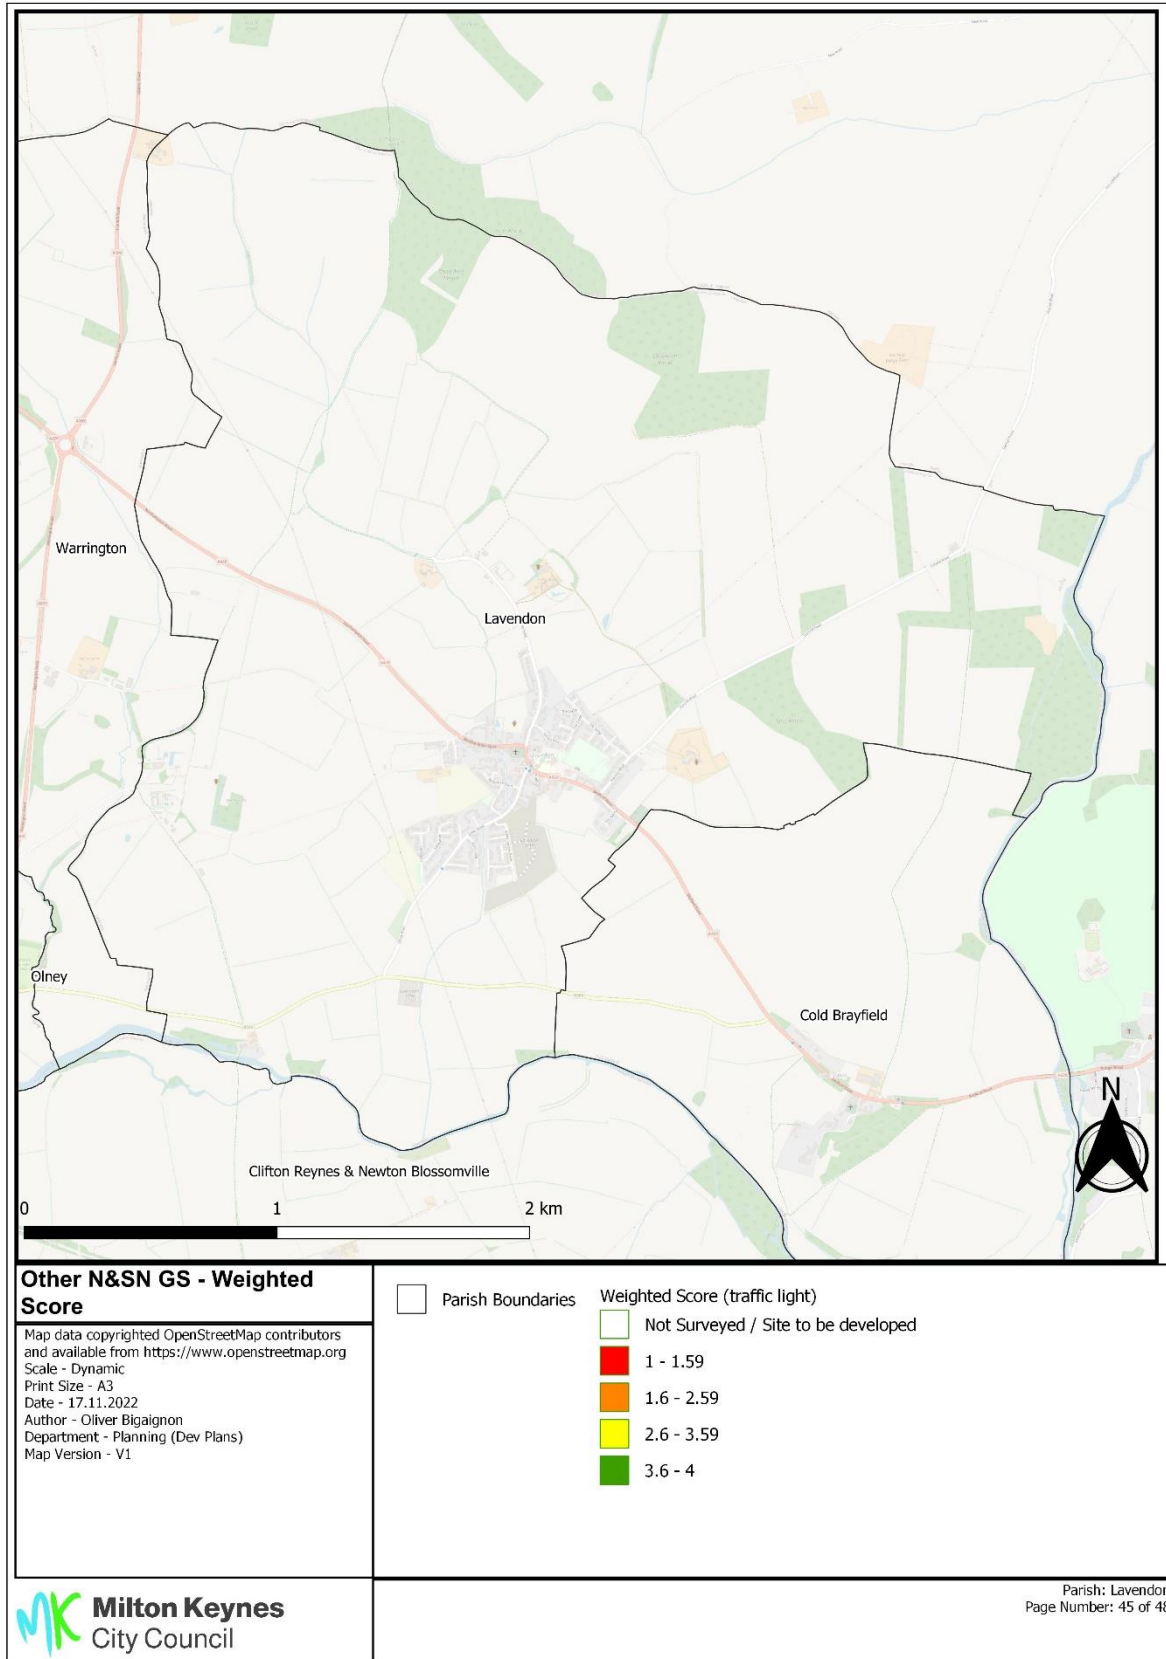 Warrington
Lavendon
Olney
Cold Brayfield
Clifton Reynes & Newton Blossomville
N
0 1 2 km
Other N&SN GS - Weighted
Score
Map data copyrighted OpenStreetMap contributors
and available from https://www.openstreetmap.org
Scale - Dynamic
Print Size - A3
Date - 17.11.2022
Author - Oliver Bigaignon
Department - Planning (Dev Plans)
Map Version - V1
Parish Boundaries
Weighted Score (traffic light)
Not Surveyed / Site to be developed
1 - 1.59
1.6 - 2.59
2.6 - 3.59
3.6 - 4
MK Milton Keynes
City Council
Parish: Lavendon
Page Number: 45 of 48